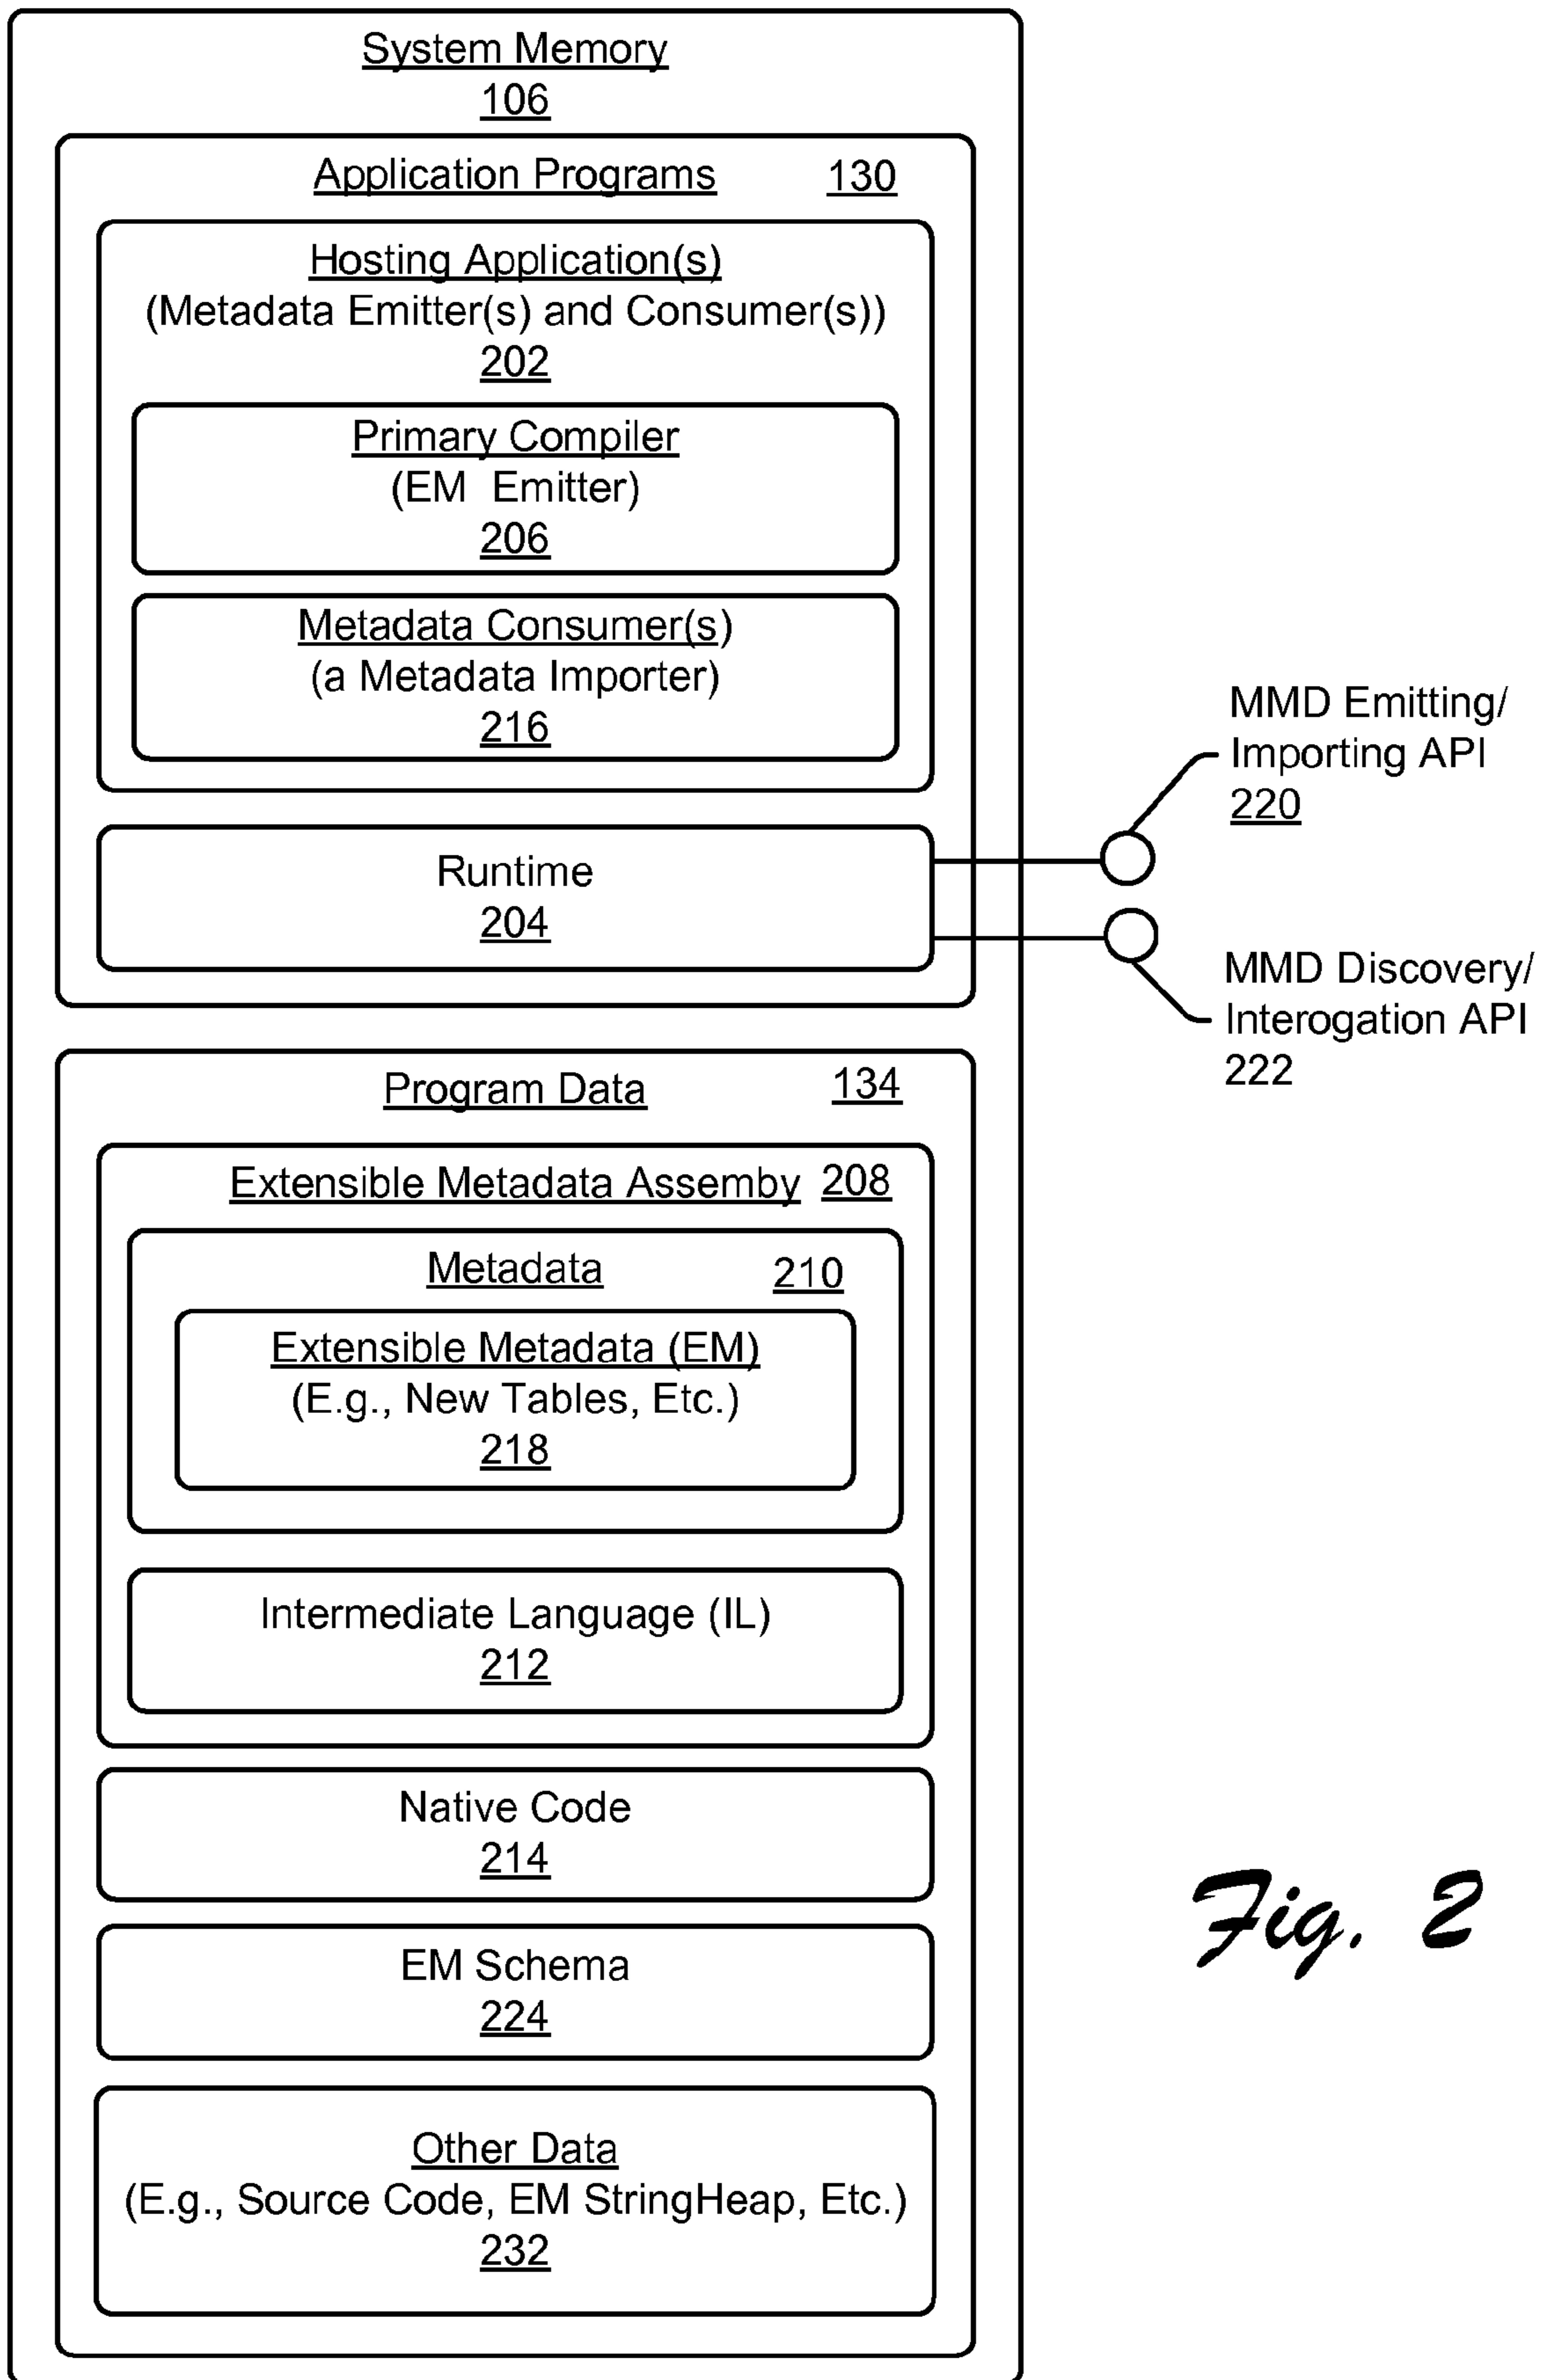 System Memory
106
Application Programs 130
Hosting Application(s)
(Metadata Emitter(s) and Consumer(s))
202
Primary Compiler
(EM Emitter)
206
Metadata Consumer(s)
(a Metadata Importer)
216
Runtime
204
MMD Emitting/
Importing API
220
MMD Discovery/
Interogation API
222
Program Data 134
Extensible Metadata Assemby 208
Metadata 210
Extensible Metadata (EM)
(E.g., New Tables, Etc.)
218
Intermediate Language (IL)
212
Native Code
214
EM Schema
224
Other Data
(E.g., Source Code, EM StringHeap, Etc.)
232
Fig. 2